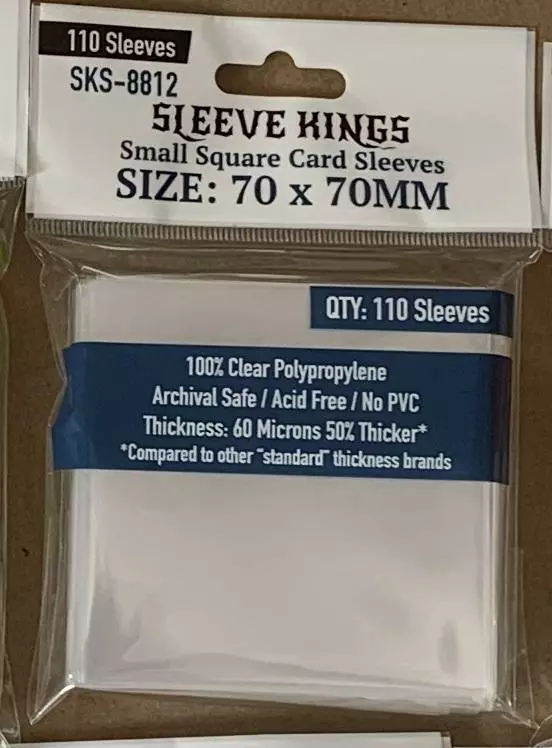 110 Sleeves
SKS-8812
SLEEVE KINGS
Small Square Card Sleeves
SIZE: 70 x 70MM
QTY: 110 Sleeves
100% Clear Polypropylene
Archival Safe / Acid Free / No PVC
Thickness: 60 Microns 50% Thicker*
*Compared to other "standard" thickness brands